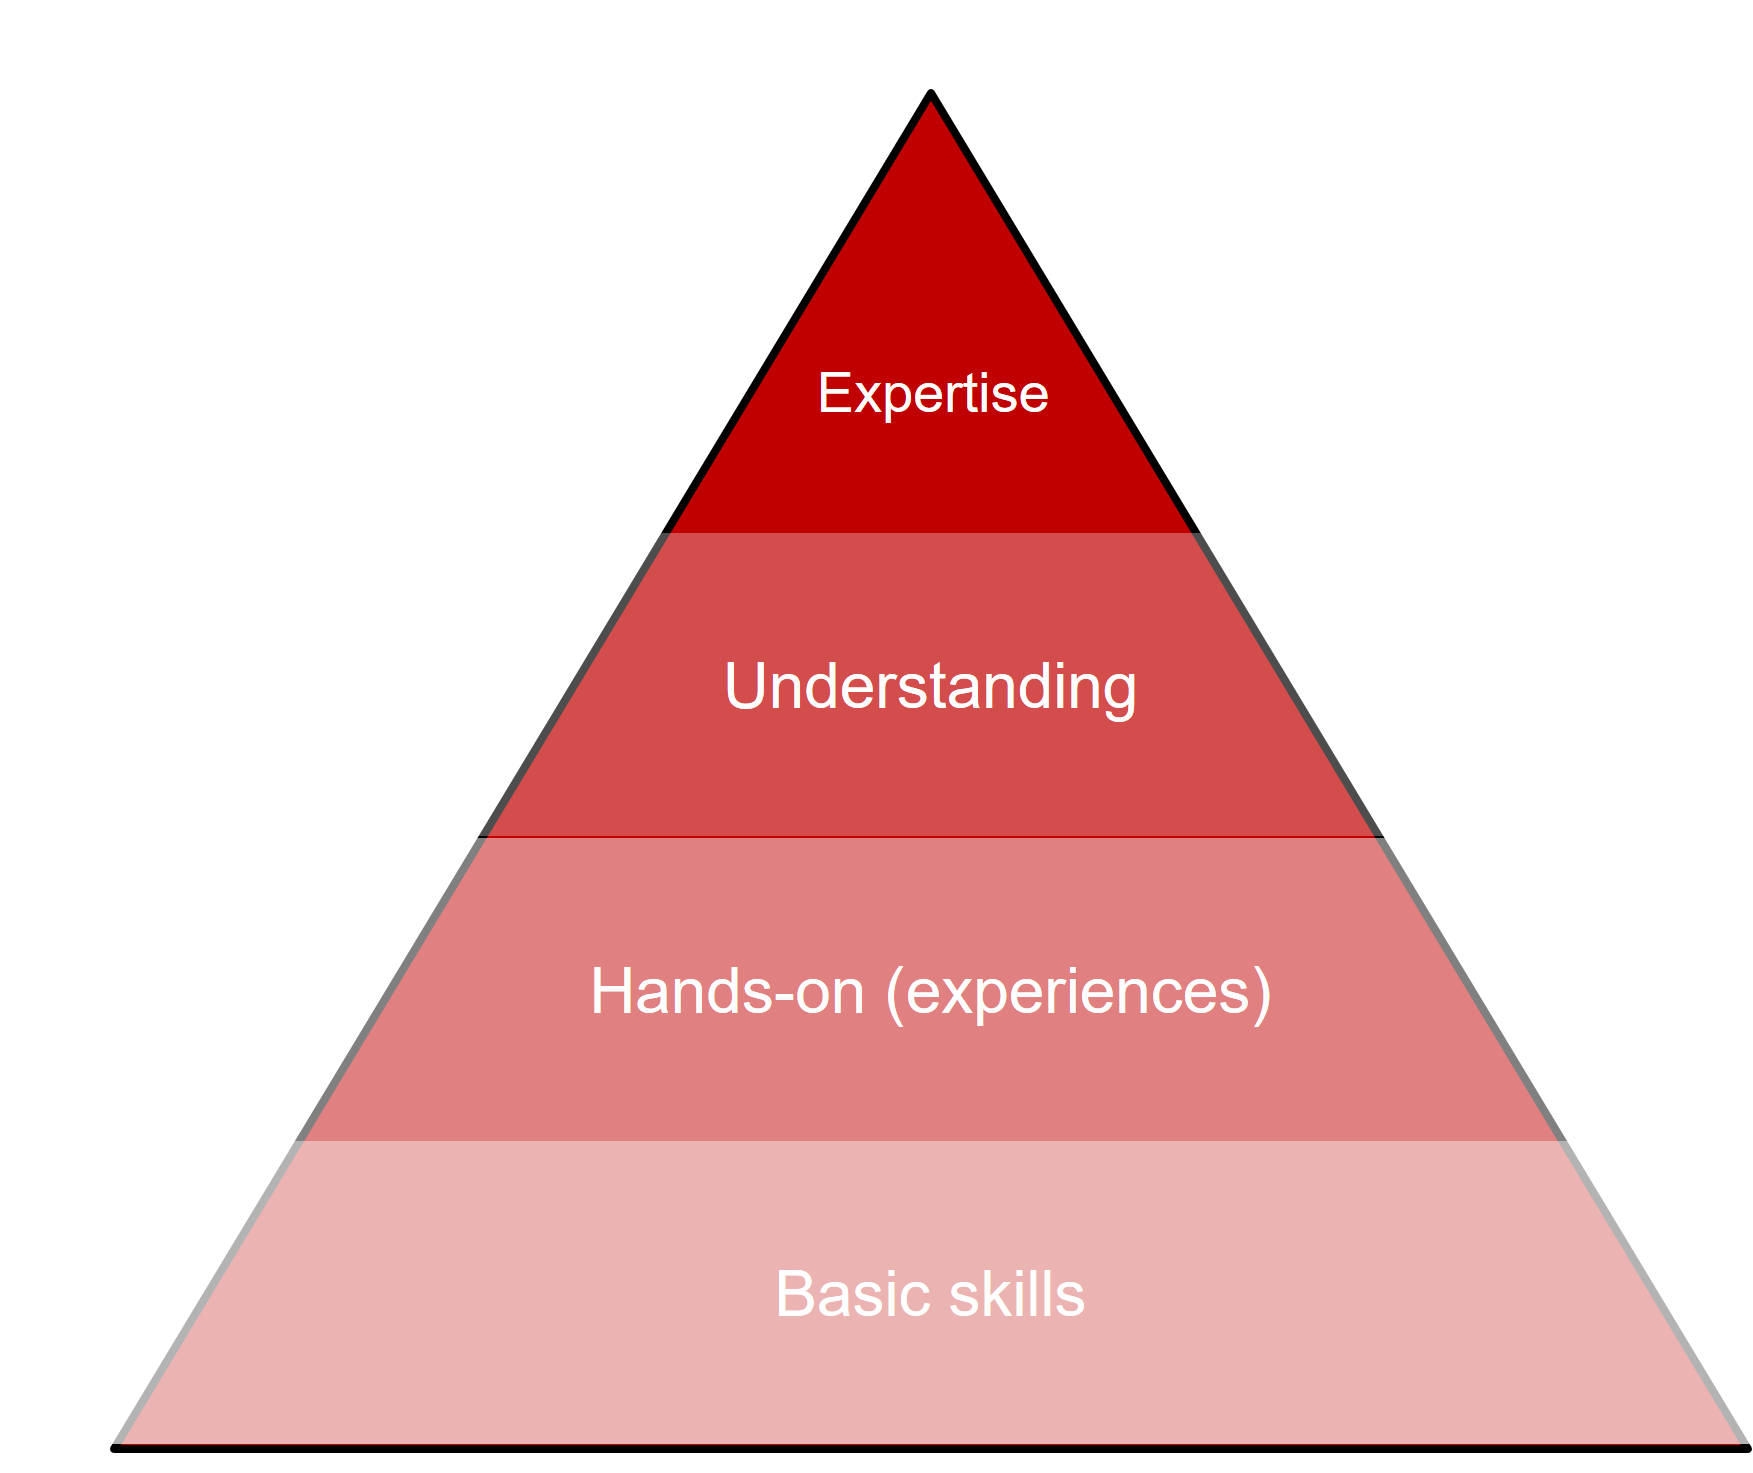 Expertise
Understanding
Hands-on (experiences)
Basic skills